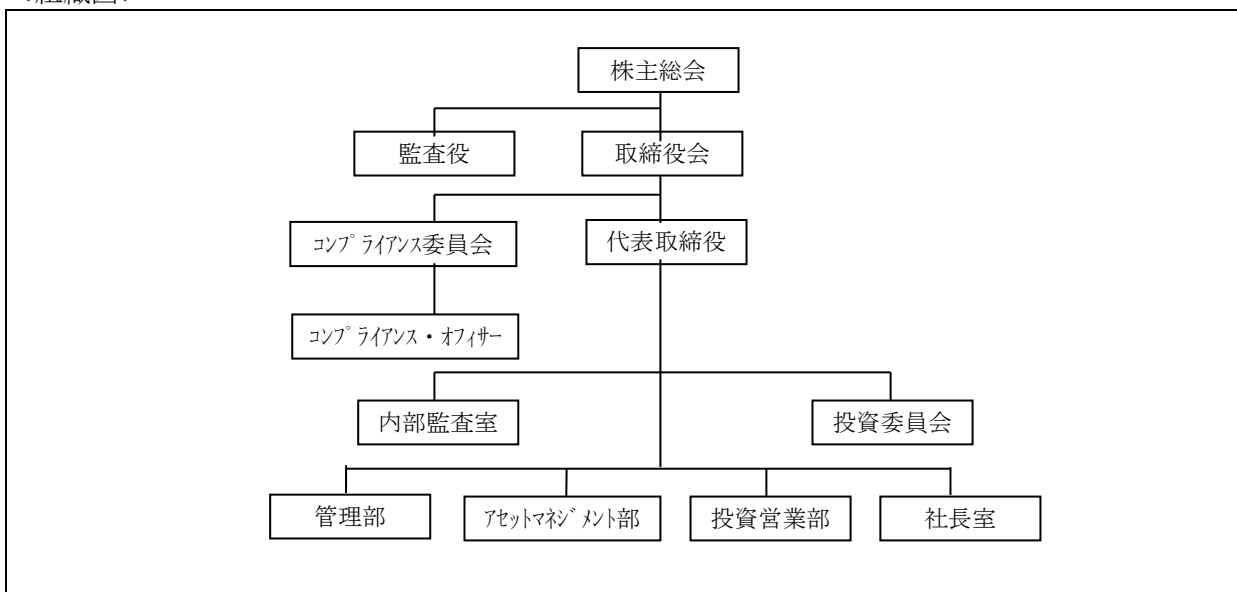 <組織図>
株主総会
監査役
取締役会
コンプライアンス委員会
代表取締役
コンプライアンス・オフィサー
内部監査室
投資委員会
管理部
アセットマネジメント部
投資営業部
社長室